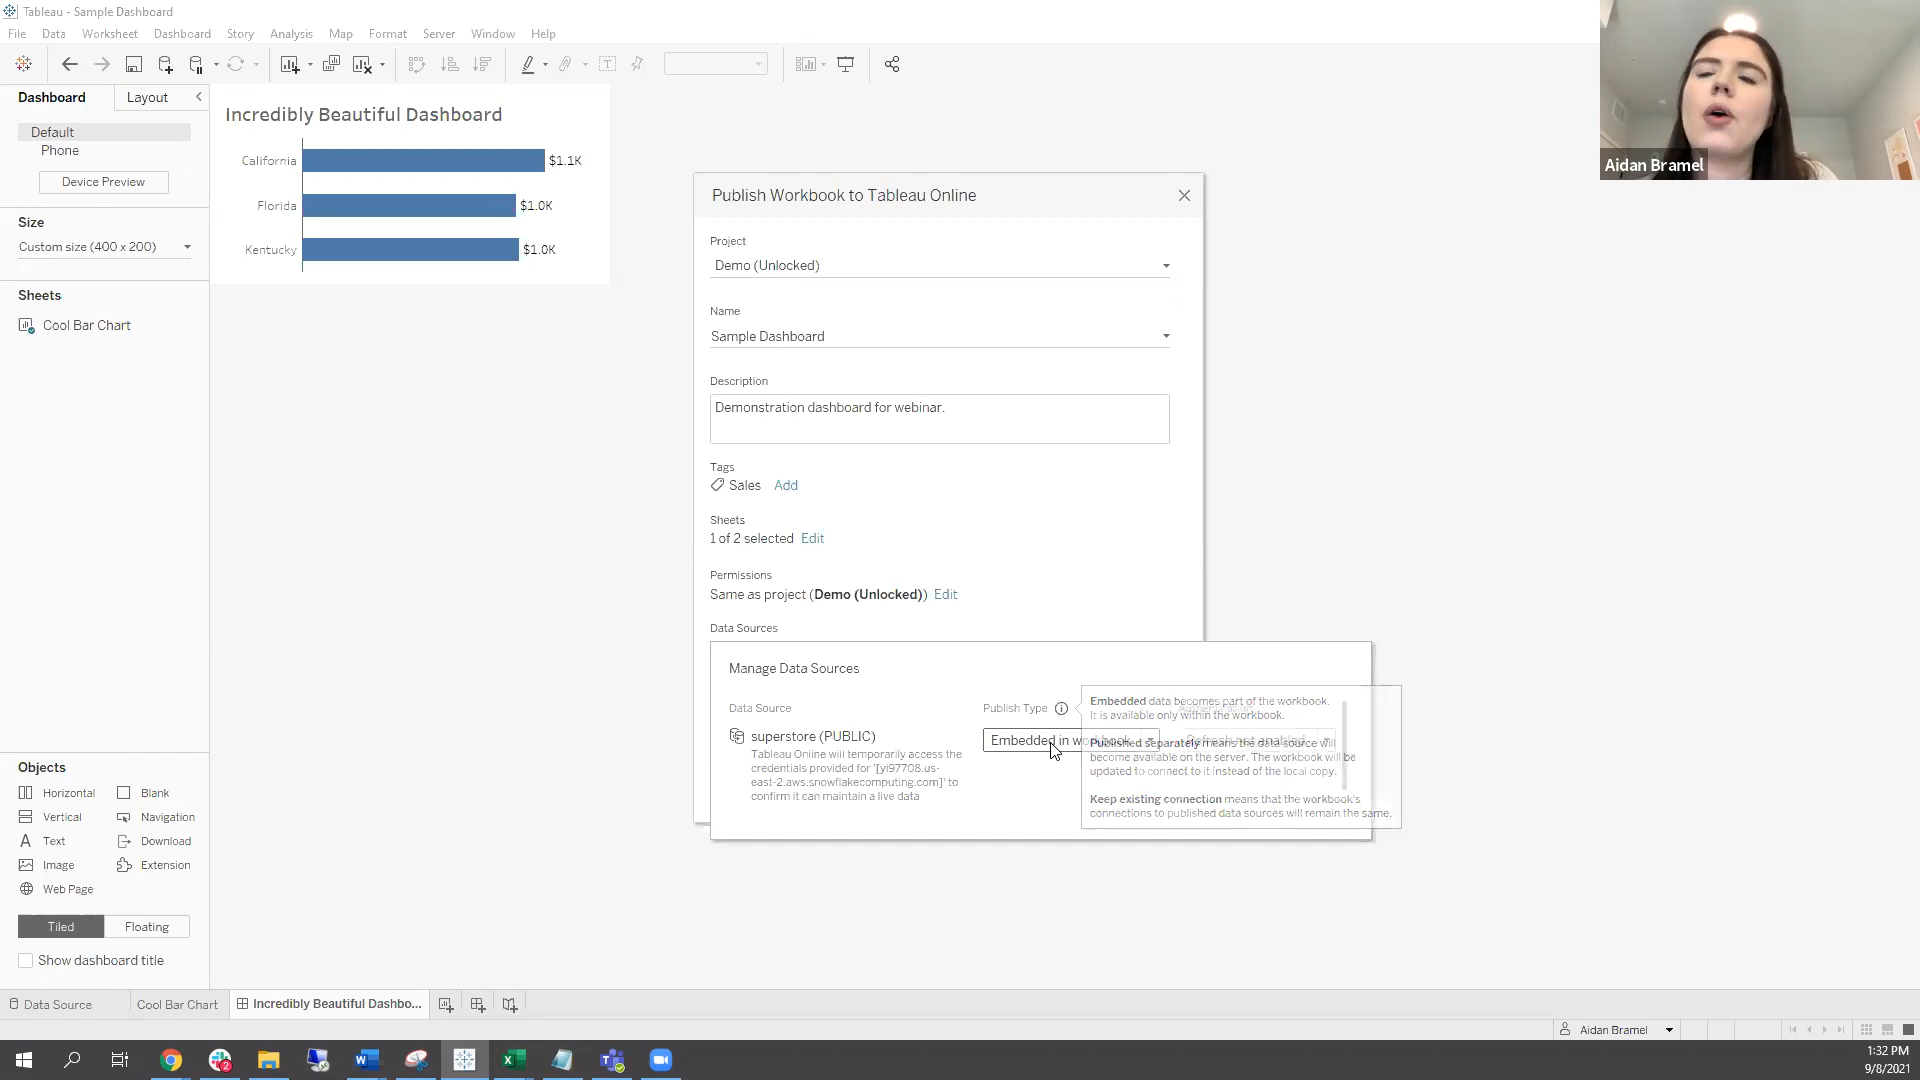 Tableau - Sample Dashboard
File Data Worksheet Dashboard Story Analysis Map Format Server Window Help
Dashboard Layout
Default
Phone
Device Preview
Size
Custom size (400 x 200)
Sheets
Cool Bar Chart
Incredibly Beautiful Dashboard
California $1.1K
Florida $1.0K
Kentucky $1.0K
Publish Workbook to Tableau Online
Project
Demo (Unlocked)
Name
Sample Dashboard
Description
Demonstration dashboard for webinar.
Tags
Sales Add
Sheets
1 of 2 selected Edit
Permissions
Same as project (Demo (Unlocked)) Edit
Data Sources
Manage Data Sources
Data Source Publish Type
superstore (PUBLIC)
Tableau Online will temporarily access the
credentials provided for '[yi97708.us-
east-2.aws.snowflakecomputing.com]' to
confirm it can maintain a live data
Embedded in workbook
Refresh not enabled
Embedded data becomes part of the workbook.
It is available only within the workbook.
Published separately means the data source will
become available on the server. The workbook will be
updated to connect to it instead of the local copy.
Keep existing connection means that the workbook's
connections to published data sources will remain the same.
Objects
Horizontal Blank
Vertical Navigation
Text Download
Image Extension
Web Page
Tiled Floating
Show dashboard title
Data Source Cool Bar Chart Incredibly Beautiful Dashbo...
Aidan Bramel
Aidan Bramel
2
1:32 PM
9/8/2021